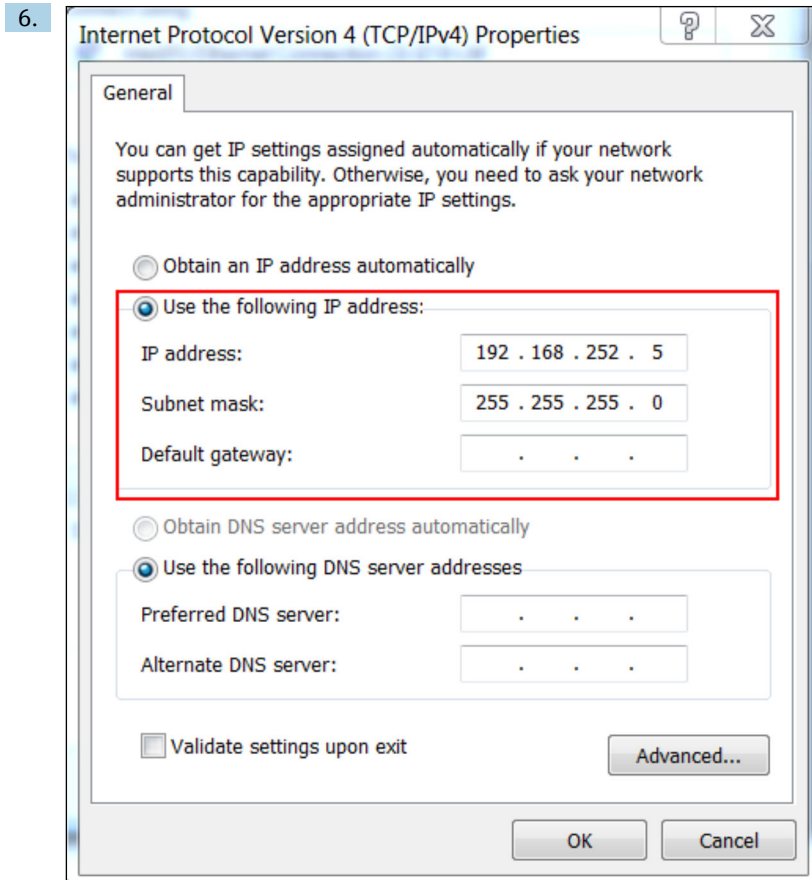 6.
Internet Protocol Version 4 (TCP/IPv4) Properties
General
You can get IP settings assigned automatically if your network
supports this capability. Otherwise, you need to ask your network
administrator for the appropriate IP settings.
Obtain an IP address automatically
Use the following IP address:
IP address: 192 . 168 . 252 . 5
Subnet mask: 255 . 255 . 255 . 0
Default gateway: . . .
Obtain DNS server address automatically
Use the following DNS server addresses
Preferred DNS server: . . .
Alternate DNS server: . . .
Validate settings upon exit
Advanced...
OK Cancel